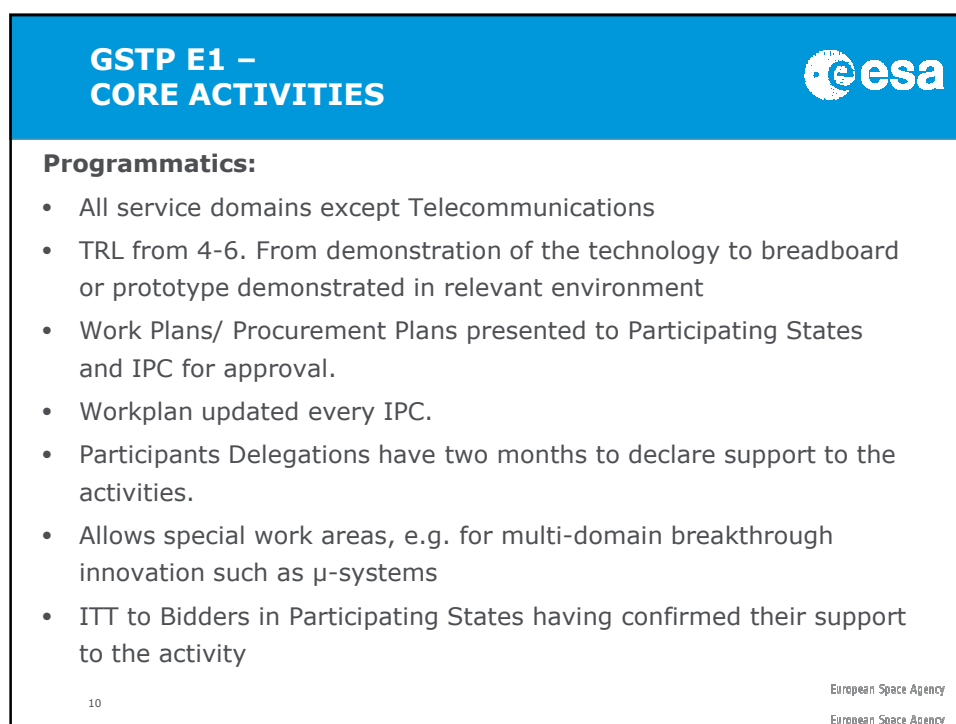 GSTP E1 –
CORE ACTIVITIES
esa
Programmatics:
• All service domains except Telecommunications
• TRL from 4-6. From demonstration of the technology to breadboard
or prototype demonstrated in relevant environment
• Work Plans/ Procurement Plans presented to Participating States
and IPC for approval.
• Workplan updated every IPC.
• Participants Delegations have two months to declare support to the
activities.
• Allows special work areas, e.g. for multi-domain breakthrough
innovation such as µ-systems
• ITT to Bidders in Participating States having confirmed their support
to the activity
10
European Space Agency
European Space Agency